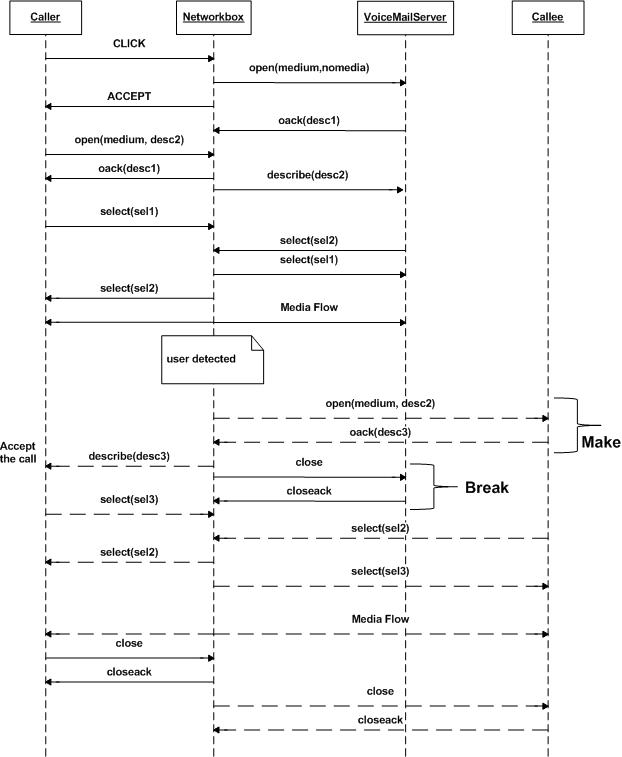 Caller Networkbox VoiceMailServer Callee
CLICK
open(medium,nomedia)
ACCEPT
oack(desc1)
open(medium, desc2)
oack(desc1)
describe(desc2)
select(sel1)
select(sel2)
select(sel1)
select(sel2)
Media Flow
user detected
open(medium, desc2)
oack(desc3)
Make
Accept
the call
describe(desc3)
close
closeack
Break
select(sel3)
select(sel2)
select(sel2)
select(sel3)
Media Flow
close
closeack
close
closeack